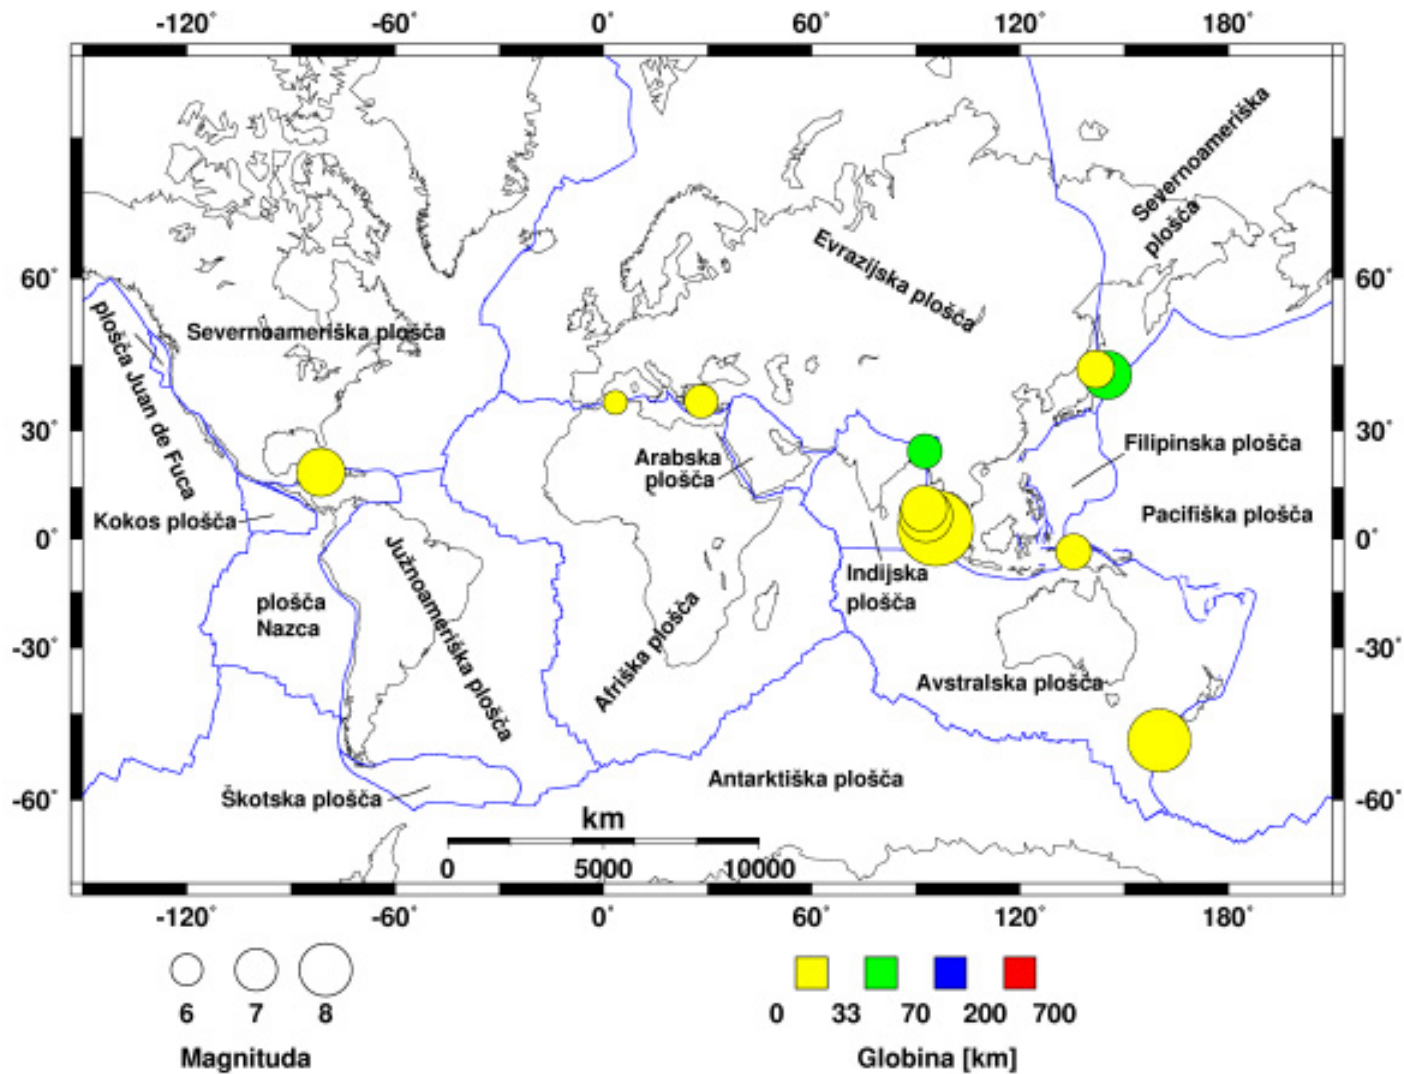 -120° -60° 0° 60° 120° 180°
Severnoameriška
plošča
Evrazijska plošča
60° 60°
plošča Juan de Fuca
Severnoameriška plošča
30° 30°
Filipinska plošča
Arabska
plošča
Kokos plošča
Pacifiška plošča
0° 0°
Južnoameriška plošča
Indijska
plošča
plošča
Nazca
Afriška plošča
-30° -30°
Avstralska plošča
Antarktiška plošča
Škotska plošča
-60° -60°
km
0 5000 10000
-120° -60° 0° 60° 120° 180°
6 7 8
0 33 70 200 700
Magnituda
Globina [km]